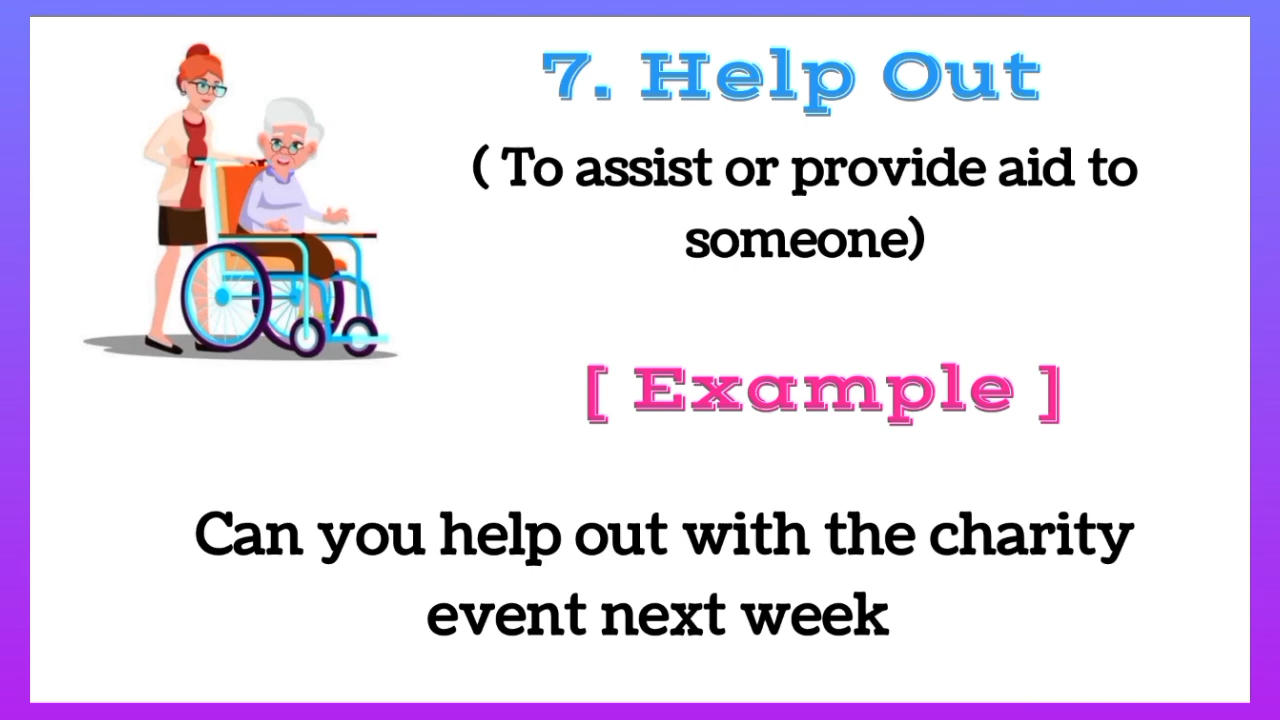 7. Help Out
( To assist or provide aid to
someone)
[ Example ]
Can you help out with the charity
event next week